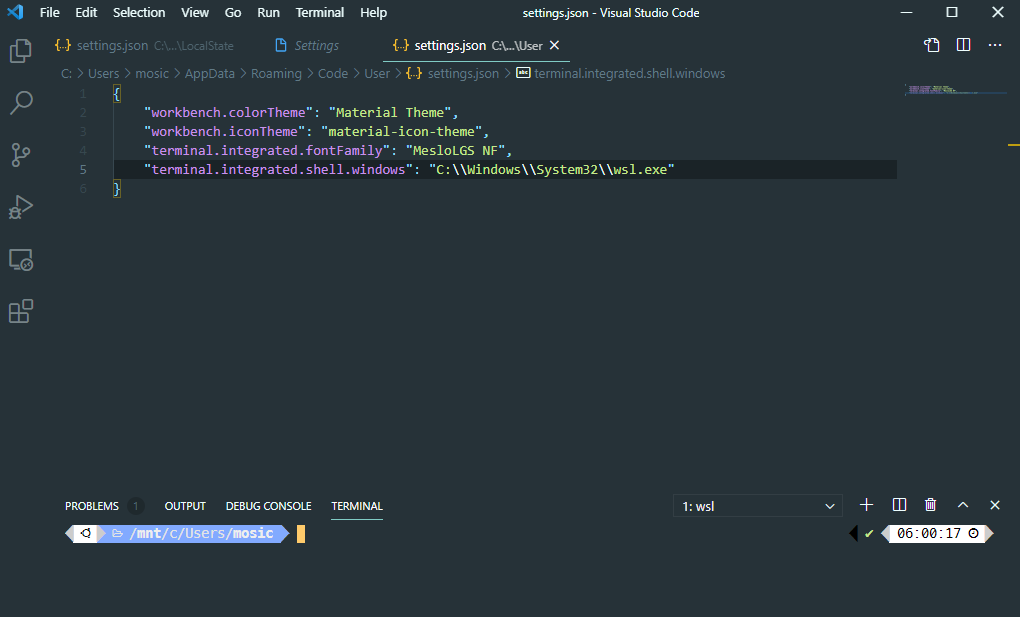 File Edit Selection View Go Run Terminal Help settings.json - Visual Studio Code
settings.json C:\...\LocalState Settings settings.json C:\...\User
C: > Users > mosic > AppData > Roaming > Code > User > {..} settings.json > abc terminal.integrated.shell.windows
1 {
2 "workbench.colorTheme": "Material Theme",
3 "workbench.iconTheme": "material-icon-theme",
4 "terminal.integrated.fontFamily": "MesloLGS NF",
5 "terminal.integrated.shell.windows": "C:\\Windows\\System32\\wsl.exe"
6 }
PROBLEMS 1 OUTPUT DEBUG CONSOLE TERMINAL 1: wsl
/mnt/c/Users/mosic 06:00:17